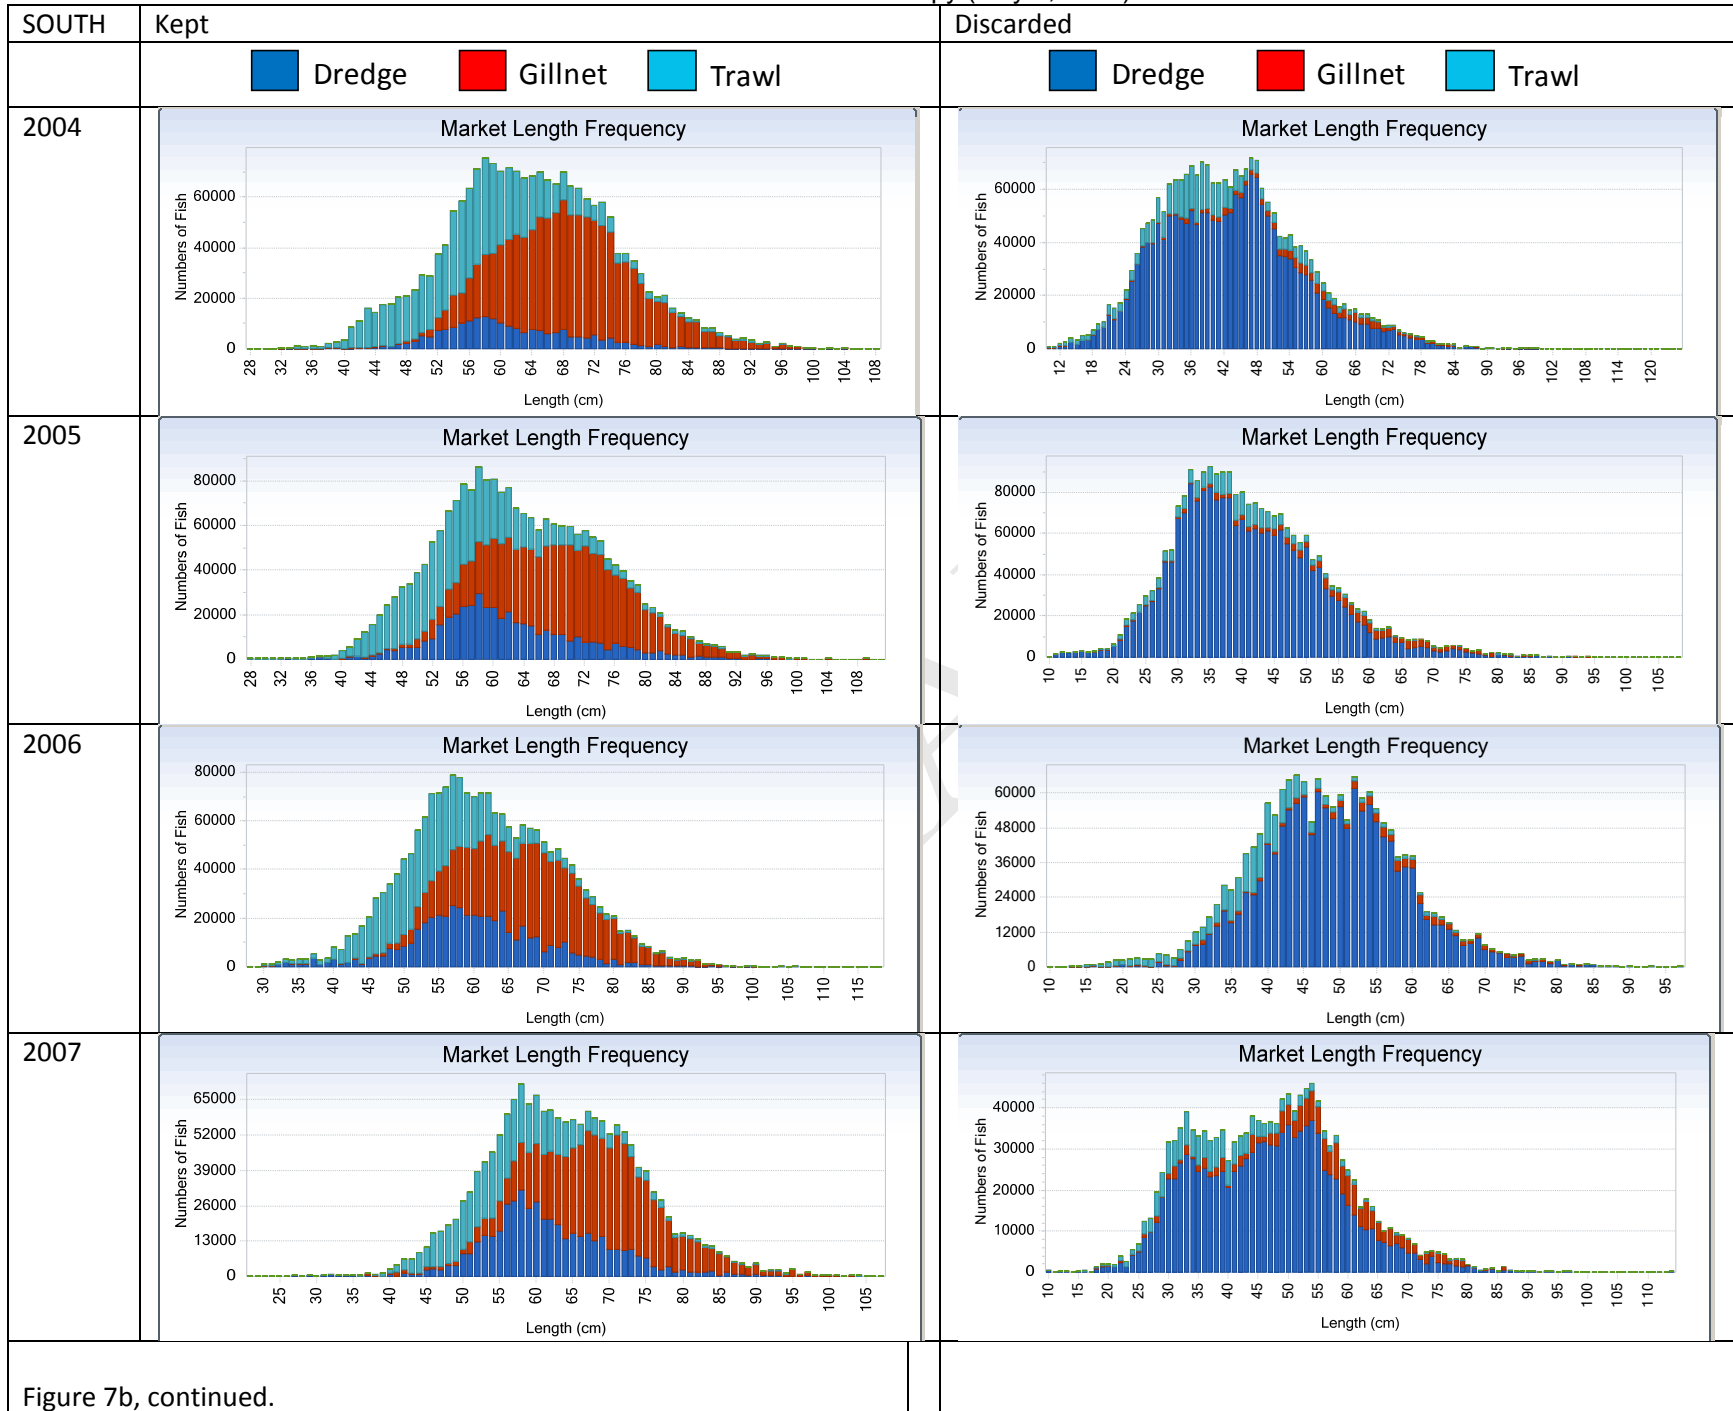 SOUTH Kept Discarded
Dredge Gillnet Trawl Dredge Gillnet Trawl
2004
Market Length Frequency
Numbers of Fish
60000
40000
20000
0
28 32 36 40 44 48 52 56 60 64 68 72 76 80 84 88 92 96 100 104 108
Length (cm)
Market Length Frequency
Numbers of Fish
60000
40000
20000
0
12 18 24 30 36 42 48 54 60 66 72 78 84 90 96 102 108 114 120
Length (cm)
2005
Market Length Frequency
Numbers of Fish
80000
60000
40000
20000
0
28 32 36 40 44 48 52 56 60 64 68 72 76 80 84 88 92 96 100 104 108
Length (cm)
Market Length Frequency
Numbers of Fish
80000
60000
40000
20000
0
10 15 20 25 30 35 40 45 50 55 60 65 70 75 80 85 90 95 100 105
Length (cm)
2006
Market Length Frequency
Numbers of Fish
80000
60000
40000
20000
0
30 35 40 45 50 55 60 65 70 75 80 85 90 95 100 105 110 115
Length (cm)
Market Length Frequency
Numbers of Fish
60000
48000
36000
24000
12000
0
10 15 20 25 30 35 40 45 50 55 60 65 70 75 80 85 90 95
Length (cm)
2007
Market Length Frequency
Numbers of Fish
65000
52000
39000
26000
13000
0
25 30 35 40 45 50 55 60 65 70 75 80 85 90 95 100 105
Length (cm)
Market Length Frequency
Numbers of Fish
40000
30000
20000
10000
0
10 15 20 25 30 35 40 45 50 55 60 65 70 75 80 85 90 95 100 105 110
Length (cm)
Figure 7b, continued.